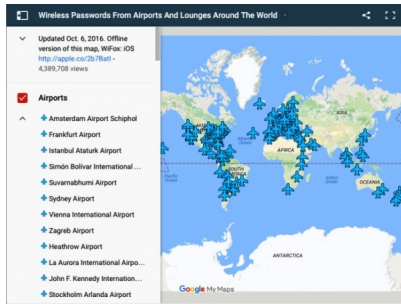 Wireless Passwords From Airports And Lounges Around The World
Updated Oct. 6, 2016. Offline
version of this map, WiFox: iOS
http://apple.co/2b7BatI -
4,389,708 views
Airports
Amsterdam Airport Schiphol
Frankfurt Airport
Istanbul Ataturk Airport
Simón Bolívar International ...
Suvarnabhumi Airport
Sydney Airport
Vienna International Airport
Zagreb Airport
Heathrow Airport
La Aurora International Airpo...
John F. Kennedy Internation...
Stockholm Arlanda Airport
ASIA
AFRICA
OCEANIA
ANTARCTICA
Google My Maps